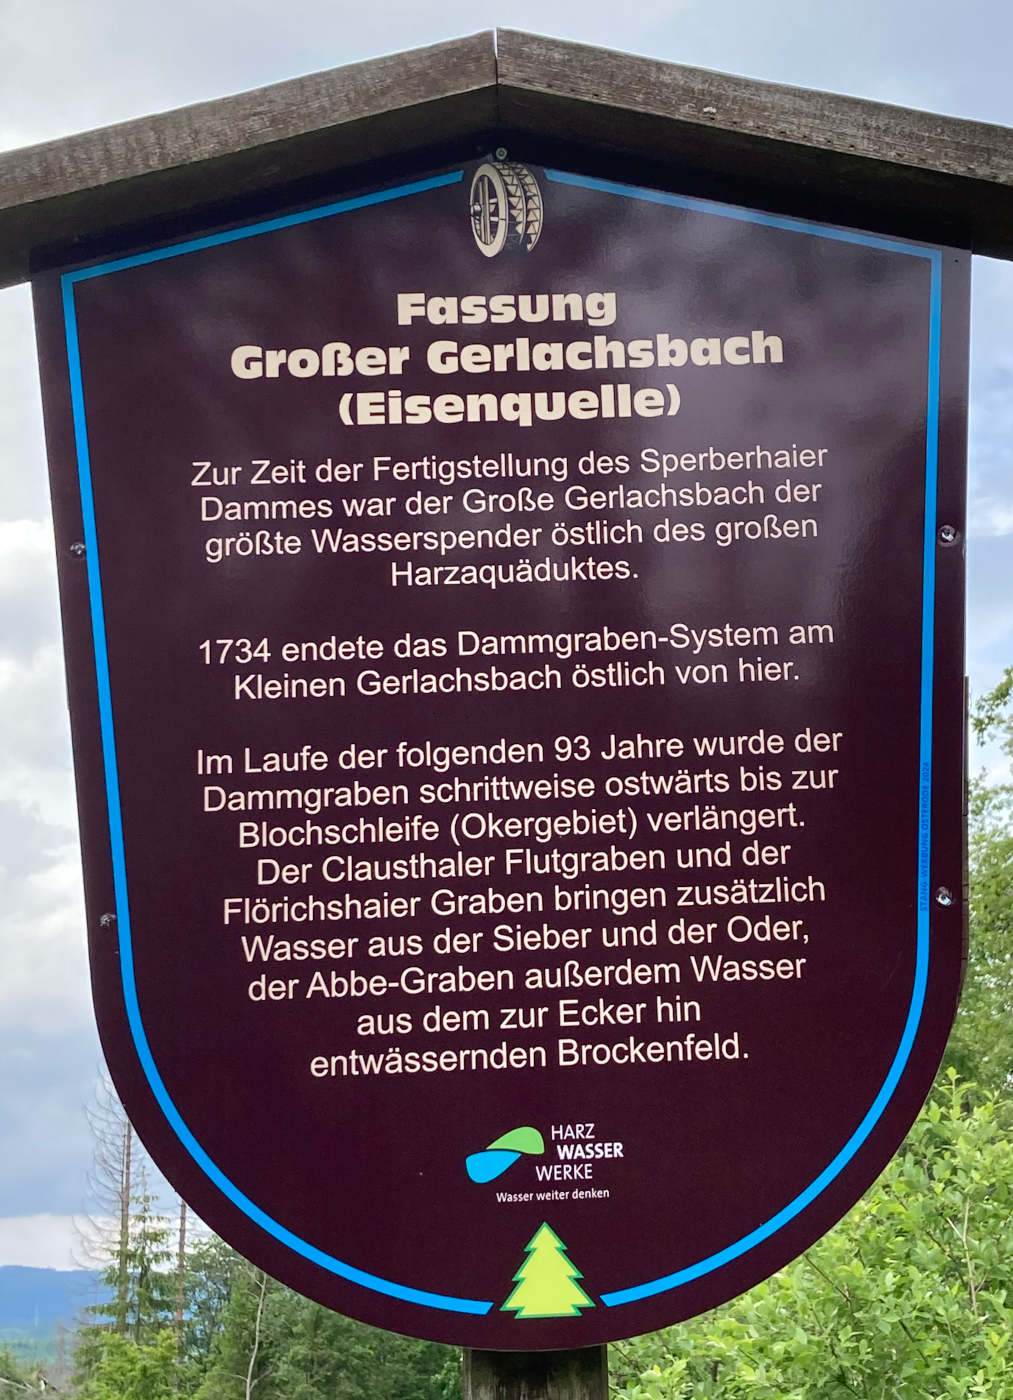 Fassung
Großer Gerlachsbach
(Eisenquelle)
Zur Zeit der Fertigstellung des Sperberhaier
Dammes war der Große Gerlachsbach der
größte Wasserspender östlich des großen
Harzaquäduktes.
1734 endete das Dammgraben-System am
Kleinen Gerlachsbach östlich von hier.
Im Laufe der folgenden 93 Jahre wurde der
Dammgraben schrittweise ostwärts bis zur
Blochschleife (Okergebiet) verlängert.
Der Clausthaler Flutgraben und der
Flörichshaier Graben bringen zusätzlich
Wasser aus der Sieber und der Oder,
der Abbe-Graben außerdem Wasser
aus dem zur Ecker hin
entwässernden Brockenfeld.
HARZ
WASSER
WERKE
Wasser weiter denken